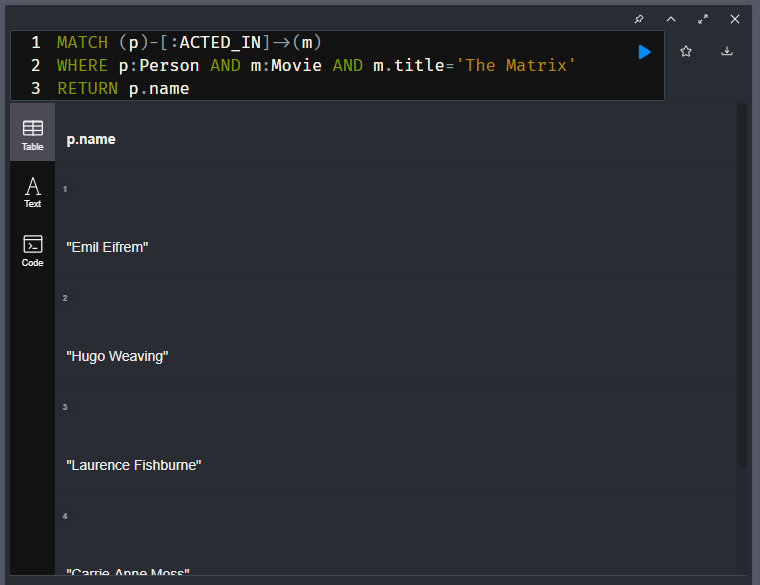 1 MATCH (p)-[:ACTED_IN]->(m)
2 WHERE p:Person AND m:Movie AND m.title='The Matrix'
3 RETURN p.name
Table
p.name
1
Text
"Emil Eifrem"
Code
2
"Hugo Weaving"
3
"Laurence Fishburne"
4
"Carrie-Anne Moss"